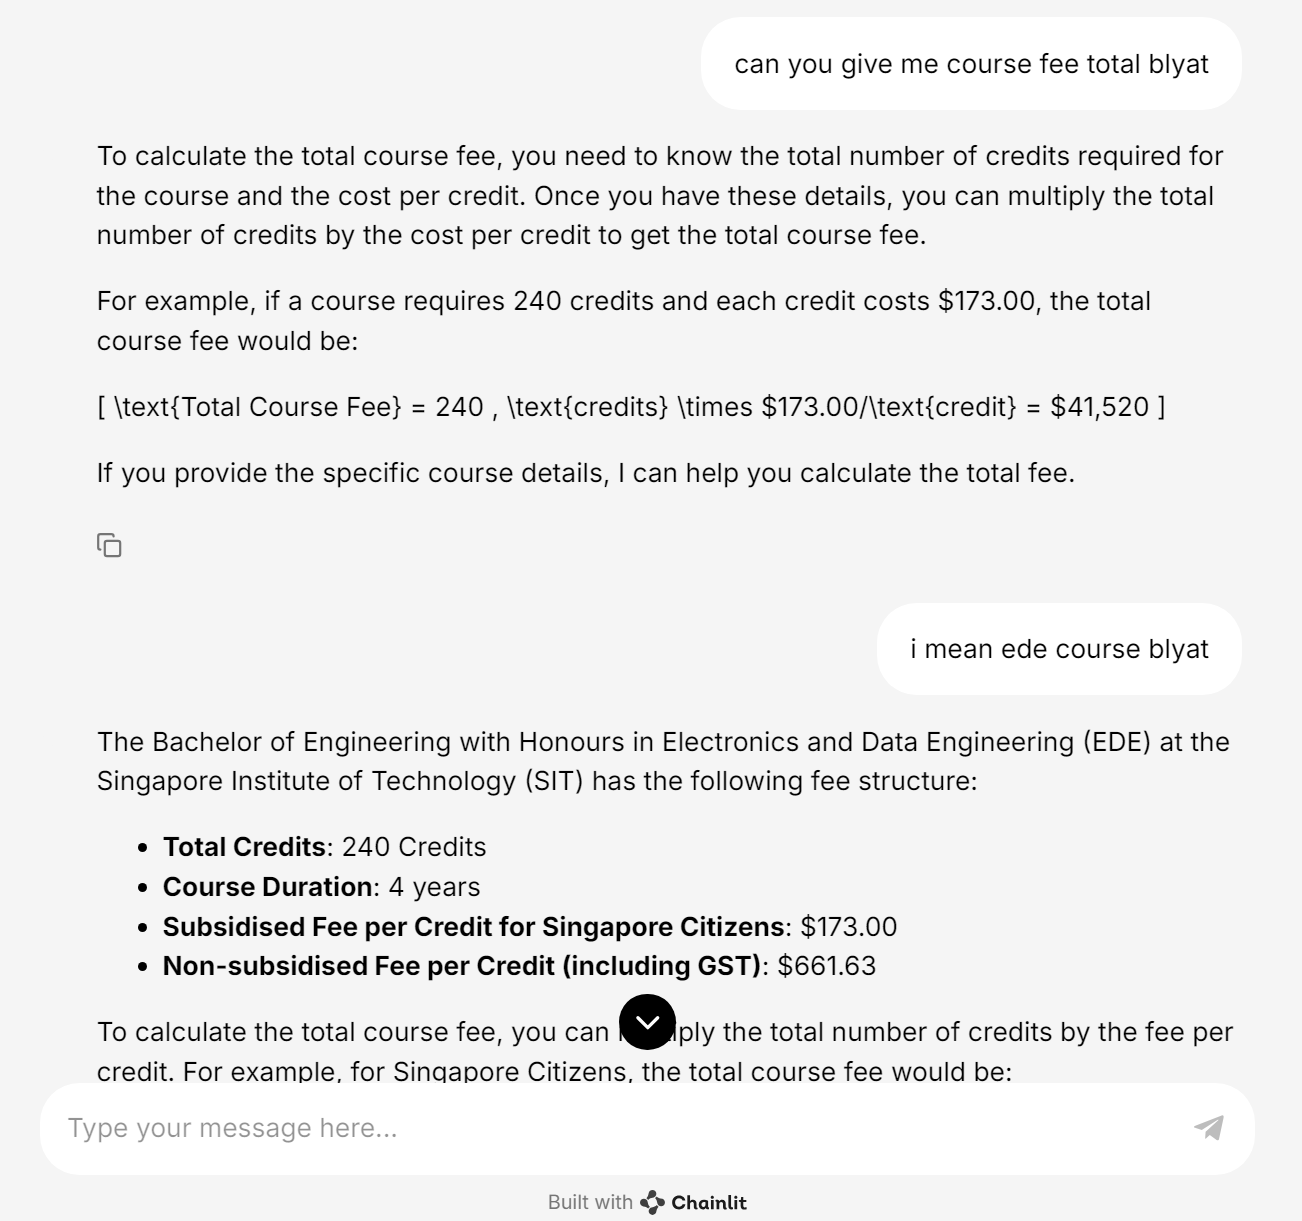 can you give me course fee total blyat
To calculate the total course fee, you need to know the total number of credits required for
the course and the cost per credit. Once you have these details, you can multiply the total
number of credits by the cost per credit to get the total course fee.
For example, if a course requires 240 credits and each credit costs $173.00, the total
course fee would be:
[ \text{Total Course Fee} = 240 , \text{credits} \times $173.00/\text{credit} = $41,520 ]
If you provide the specific course details, I can help you calculate the total fee.
i mean ede course blyat
The Bachelor of Engineering with Honours in Electronics and Data Engineering (EDE) at the
Singapore Institute of Technology (SIT) has the following fee structure:
• Total Credits: 240 Credits
• Course Duration: 4 years
• Subsidised Fee per Credit for Singapore Citizens: $173.00
• Non-subsidised Fee per Credit (including GST): $661.63
To calculate the total course fee, you can the total number of credits by the fee per
credit. For example, for Singapore Citizens, the total course fee would be:
Type your message here...
Built with Chainlit